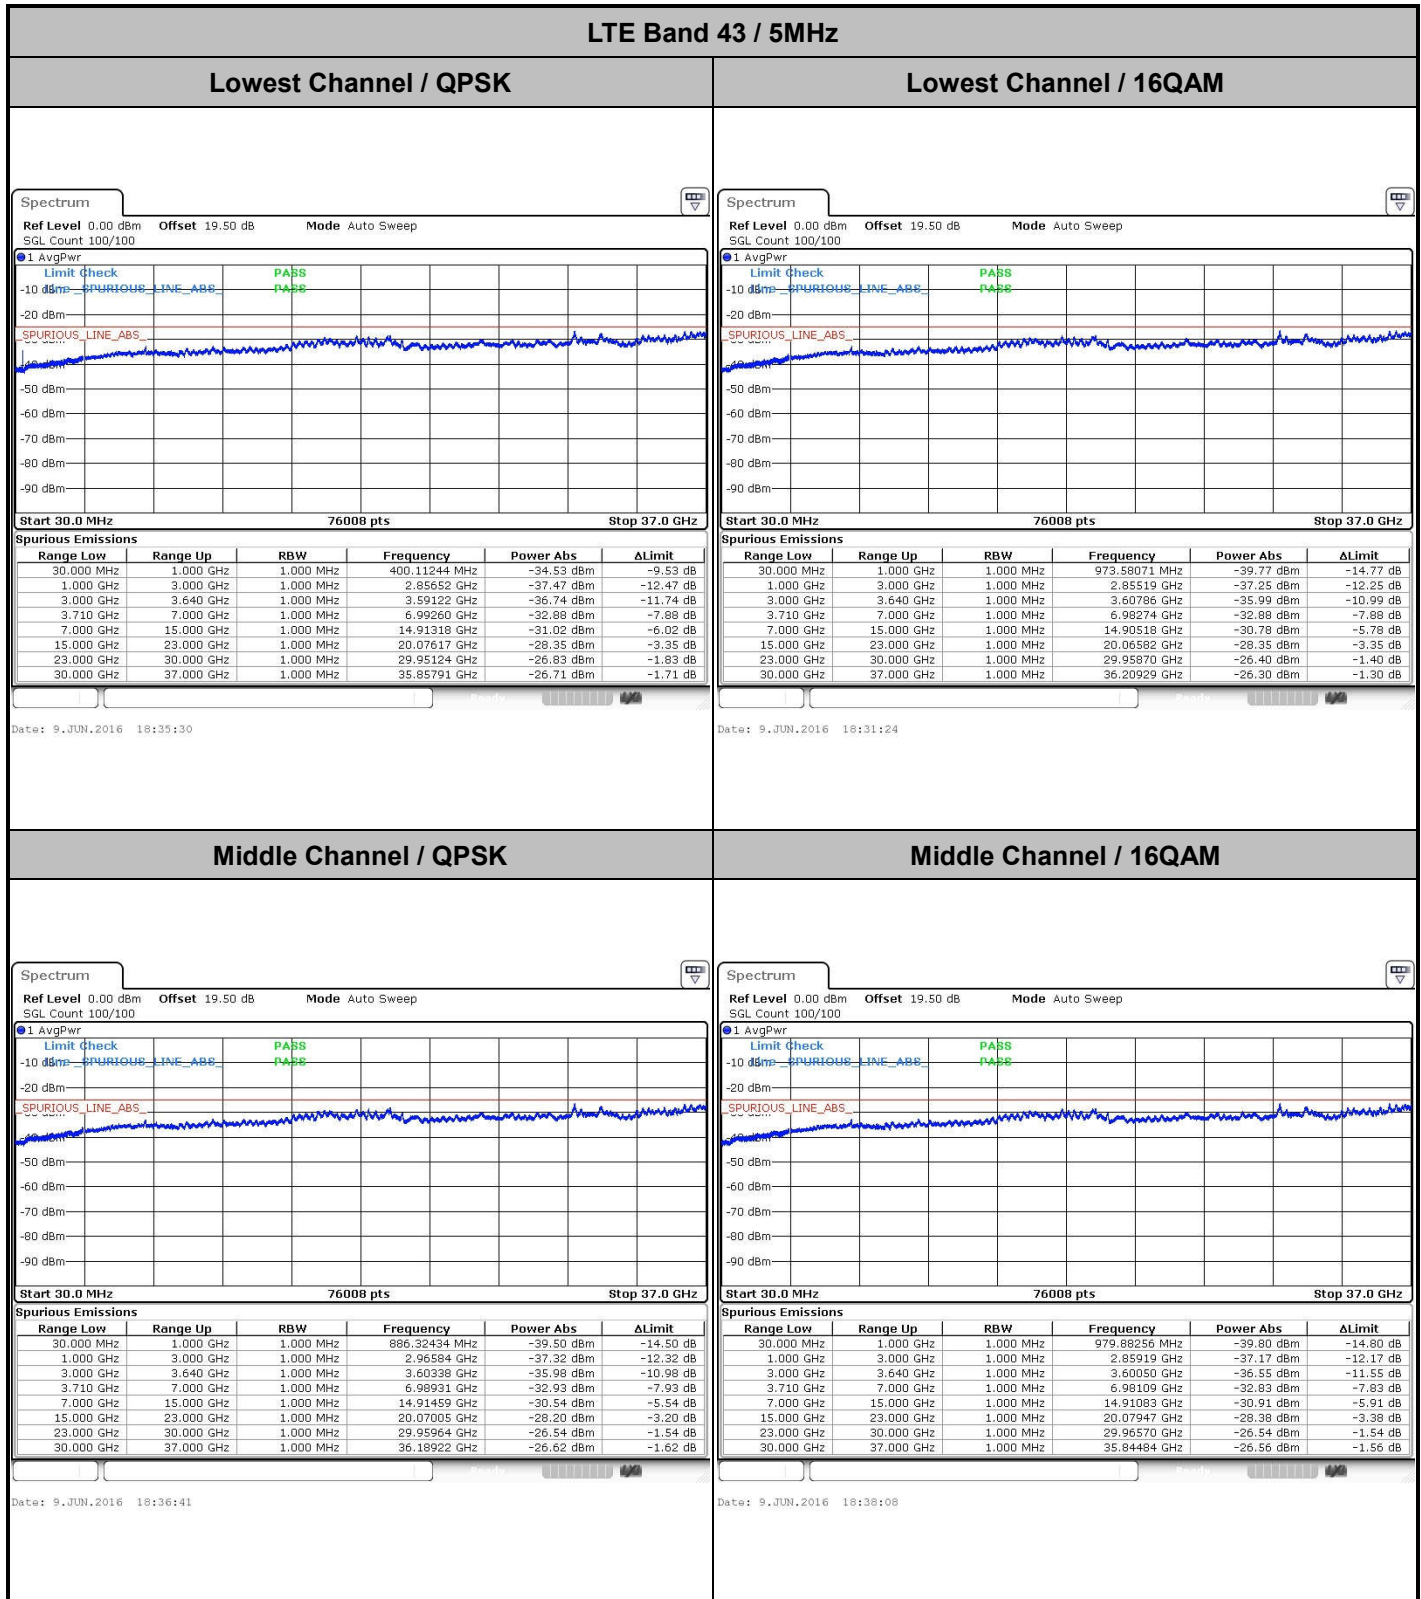 LTE Band 43 / 5MHz
Lowest Channel / QPSK
Lowest Channel / 16QAM
Spectrum
Ref Level 0.00 dBm Offset 19.50 dB Mode Auto Sweep
SGL Count 100/100
1 AvgPwr
Limit Check PASS
Line _SPURIOUS_LINE_ABS_ PASS
-10 dBm
-20 dBm
_SPURIOUS_LINE_ABS_
-50 dBm
-60 dBm
-70 dBm
-80 dBm
-90 dBm
Start 30.0 MHz 76008 pts Stop 37.0 GHz
Spurious Emissions
Range Low Range Up RBW Frequency Power Abs ΔLimit
30.000 MHz 1.000 GHz 1.000 MHz 400.11244 MHz -34.53 dBm -9.53 dB
1.000 GHz 3.000 GHz 1.000 MHz 2.85652 GHz -37.47 dBm -12.47 dB
3.000 GHz 3.640 GHz 1.000 MHz 3.59122 GHz -36.74 dBm -11.74 dB
3.710 GHz 7.000 GHz 1.000 MHz 6.99260 GHz -32.88 dBm -7.88 dB
7.000 GHz 15.000 GHz 1.000 MHz 14.91318 GHz -31.02 dBm -6.02 dB
15.000 GHz 23.000 GHz 1.000 MHz 20.07617 GHz -28.35 dBm -3.35 dB
23.000 GHz 30.000 GHz 1.000 MHz 29.95124 GHz -26.83 dBm -1.83 dB
30.000 GHz 37.000 GHz 1.000 MHz 35.85791 GHz -26.71 dBm -1.71 dB
Date: 9.JUN.2016 18:35:30
Spectrum
Ref Level 0.00 dBm Offset 19.50 dB Mode Auto Sweep
SGL Count 100/100
1 AvgPwr
Limit Check PASS
Line _SPURIOUS_LINE_ABS_ PASS
-10 dBm
-20 dBm
_SPURIOUS_LINE_ABS_
-50 dBm
-60 dBm
-70 dBm
-80 dBm
-90 dBm
Start 30.0 MHz 76008 pts Stop 37.0 GHz
Spurious Emissions
Range Low Range Up RBW Frequency Power Abs ΔLimit
30.000 MHz 1.000 GHz 1.000 MHz 973.58071 MHz -39.77 dBm -14.77 dB
1.000 GHz 3.000 GHz 1.000 MHz 2.85519 GHz -37.25 dBm -12.25 dB
3.000 GHz 3.640 GHz 1.000 MHz 3.60786 GHz -35.99 dBm -10.99 dB
3.710 GHz 7.000 GHz 1.000 MHz 6.98274 GHz -32.88 dBm -7.88 dB
7.000 GHz 15.000 GHz 1.000 MHz 14.90518 GHz -30.78 dBm -5.78 dB
15.000 GHz 23.000 GHz 1.000 MHz 20.06582 GHz -28.35 dBm -3.35 dB
23.000 GHz 30.000 GHz 1.000 MHz 29.95870 GHz -26.40 dBm -1.40 dB
30.000 GHz 37.000 GHz 1.000 MHz 36.20929 GHz -26.30 dBm -1.30 dB
Date: 9.JUN.2016 18:31:24
Middle Channel / QPSK
Middle Channel / 16QAM
Spectrum
Ref Level 0.00 dBm Offset 19.50 dB Mode Auto Sweep
SGL Count 100/100
1 AvgPwr
Limit Check PASS
Line _SPURIOUS_LINE_ABS_ PASS
-10 dBm
-20 dBm
_SPURIOUS_LINE_ABS_
-50 dBm
-60 dBm
-70 dBm
-80 dBm
-90 dBm
Start 30.0 MHz 76008 pts Stop 37.0 GHz
Spurious Emissions
Range Low Range Up RBW Frequency Power Abs ΔLimit
30.000 MHz 1.000 GHz 1.000 MHz 886.32434 MHz -39.50 dBm -14.50 dB
1.000 GHz 3.000 GHz 1.000 MHz 2.96584 GHz -37.32 dBm -12.32 dB
3.000 GHz 3.640 GHz 1.000 MHz 3.60338 GHz -35.98 dBm -10.98 dB
3.710 GHz 7.000 GHz 1.000 MHz 6.98931 GHz -32.93 dBm -7.93 dB
7.000 GHz 15.000 GHz 1.000 MHz 14.91459 GHz -30.54 dBm -5.54 dB
15.000 GHz 23.000 GHz 1.000 MHz 20.07005 GHz -28.20 dBm -3.20 dB
23.000 GHz 30.000 GHz 1.000 MHz 29.95964 GHz -26.54 dBm -1.54 dB
30.000 GHz 37.000 GHz 1.000 MHz 36.18922 GHz -26.62 dBm -1.62 dB
Date: 9.JUN.2016 18:36:41
Spectrum
Ref Level 0.00 dBm Offset 19.50 dB Mode Auto Sweep
SGL Count 100/100
1 AvgPwr
Limit Check PASS
Line _SPURIOUS_LINE_ABS_ PASS
-10 dBm
-20 dBm
_SPURIOUS_LINE_ABS_
-50 dBm
-60 dBm
-70 dBm
-80 dBm
-90 dBm
Start 30.0 MHz 76008 pts Stop 37.0 GHz
Spurious Emissions
Range Low Range Up RBW Frequency Power Abs ΔLimit
30.000 MHz 1.000 GHz 1.000 MHz 979.88256 MHz -39.80 dBm -14.80 dB
1.000 GHz 3.000 GHz 1.000 MHz 2.85919 GHz -37.17 dBm -12.17 dB
3.000 GHz 3.640 GHz 1.000 MHz 3.60050 GHz -36.55 dBm -11.55 dB
3.710 GHz 7.000 GHz 1.000 MHz 6.98109 GHz -32.83 dBm -7.83 dB
7.000 GHz 15.000 GHz 1.000 MHz 14.91083 GHz -30.91 dBm -5.91 dB
15.000 GHz 23.000 GHz 1.000 MHz 20.07947 GHz -28.38 dBm -3.38 dB
23.000 GHz 30.000 GHz 1.000 MHz 29.96570 GHz -26.54 dBm -1.54 dB
30.000 GHz 37.000 GHz 1.000 MHz 35.84484 GHz -26.56 dBm -1.56 dB
Date: 9.JUN.2016 18:38:08